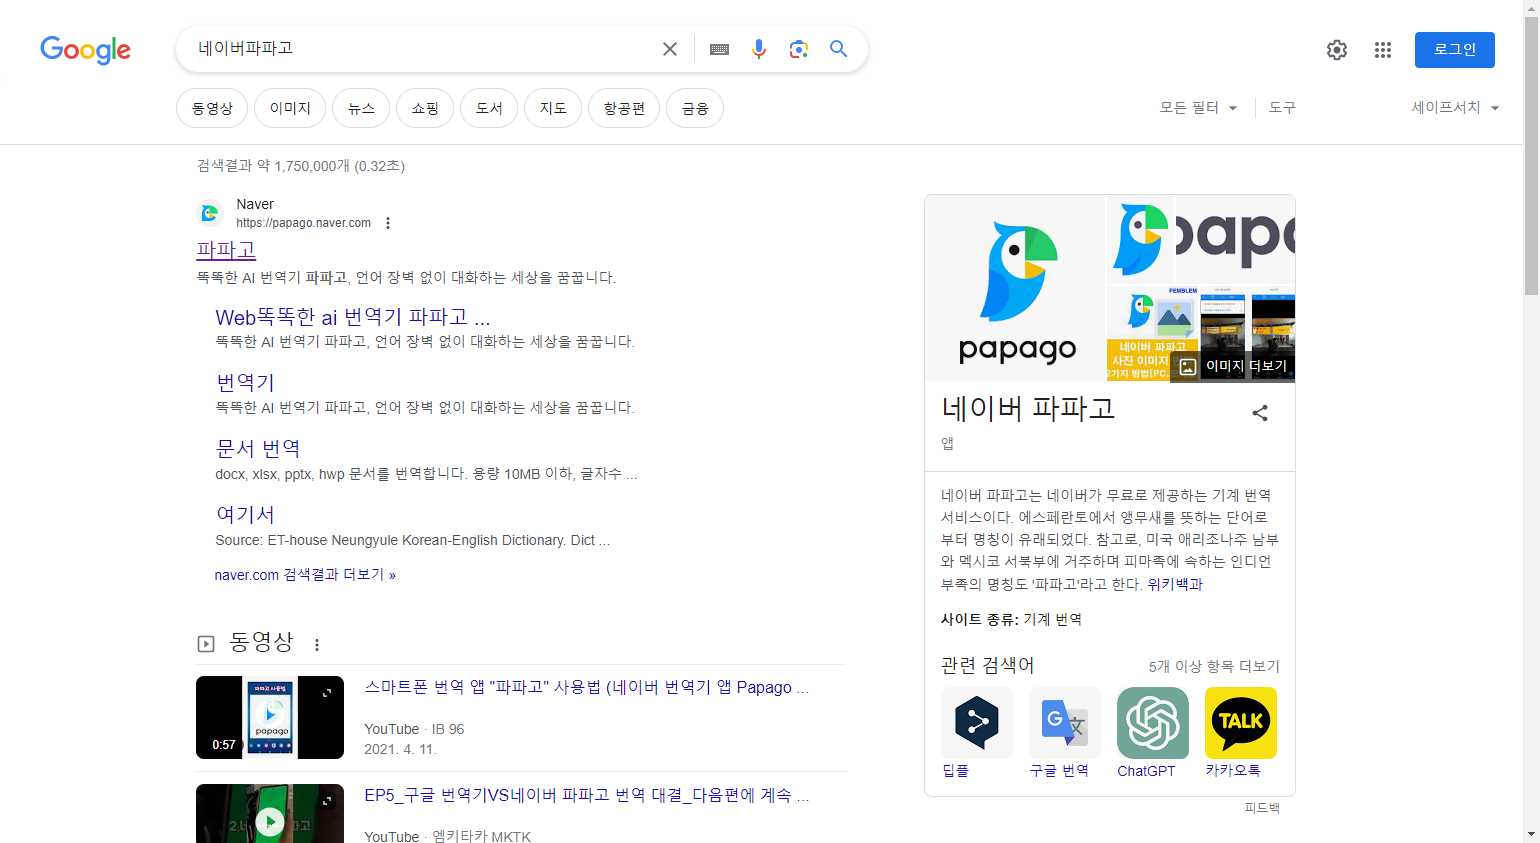 Google
네이버파파고
로그인
동영상
이미지
뉴스
쇼핑
도서
지도
항공편
금융
모든 필터
도구
세이프서치
검색결과 약 1,750,000개 (0.32초)
Naver
https://papago.naver.com
파파고
똑똑한 AI 번역기 파파고, 언어 장벽 없이 대화하는 세상을 꿈꿉니다.
Web똑똑한 ai 번역기 파파고 ...
똑똑한 AI 번역기 파파고, 언어 장벽 없이 대화하는 세상을 꿈꿉니다.
번역기
똑똑한 AI 번역기 파파고, 언어 장벽 없이 대화하는 세상을 꿈꿉니다.
문서 번역
docx, xlsx, pptx, hwp 문서를 번역합니다. 용량 10MB 이하, 글자수 ...
여기서
Source: ET-house Neungyule Korean-English Dictionary. Dict ...
naver.com 검색결과 더보기 »
동영상
파파고 사용법
papago
0:57
스마트폰 번역 앱 "파파고" 사용법 (네이버 번역기 앱 Papago ...
YouTube · IB 96
2021. 4. 11.
EP5_구글 번역기VS네이버 파파고 번역 대결_다음편에 계속 ...
YouTube · 엠키타카 MKTK
papago
papa
PEMBLEM
네이버 파파고
사진 이미지
2가지 방법[PC,
이미지 더보기
네이버 파파고
앱
네이버 파파고는 네이버가 무료로 제공하는 기계 번역
서비스이다. 에스페란토에서 앵무새를 뜻하는 단어로
부터 명칭이 유래되었다. 참고로, 미국 애리조나주 남부
와 멕시코 서북부에 거주하며 피마족에 속하는 인디언
부족의 명칭도 '파파고'라고 한다. 위키백과
사이트 종류: 기계 번역
관련 검색어
5개 이상 항목 더보기
G
文
TALK
딥플
구글 번역
ChatGPT
카카오톡
피드백